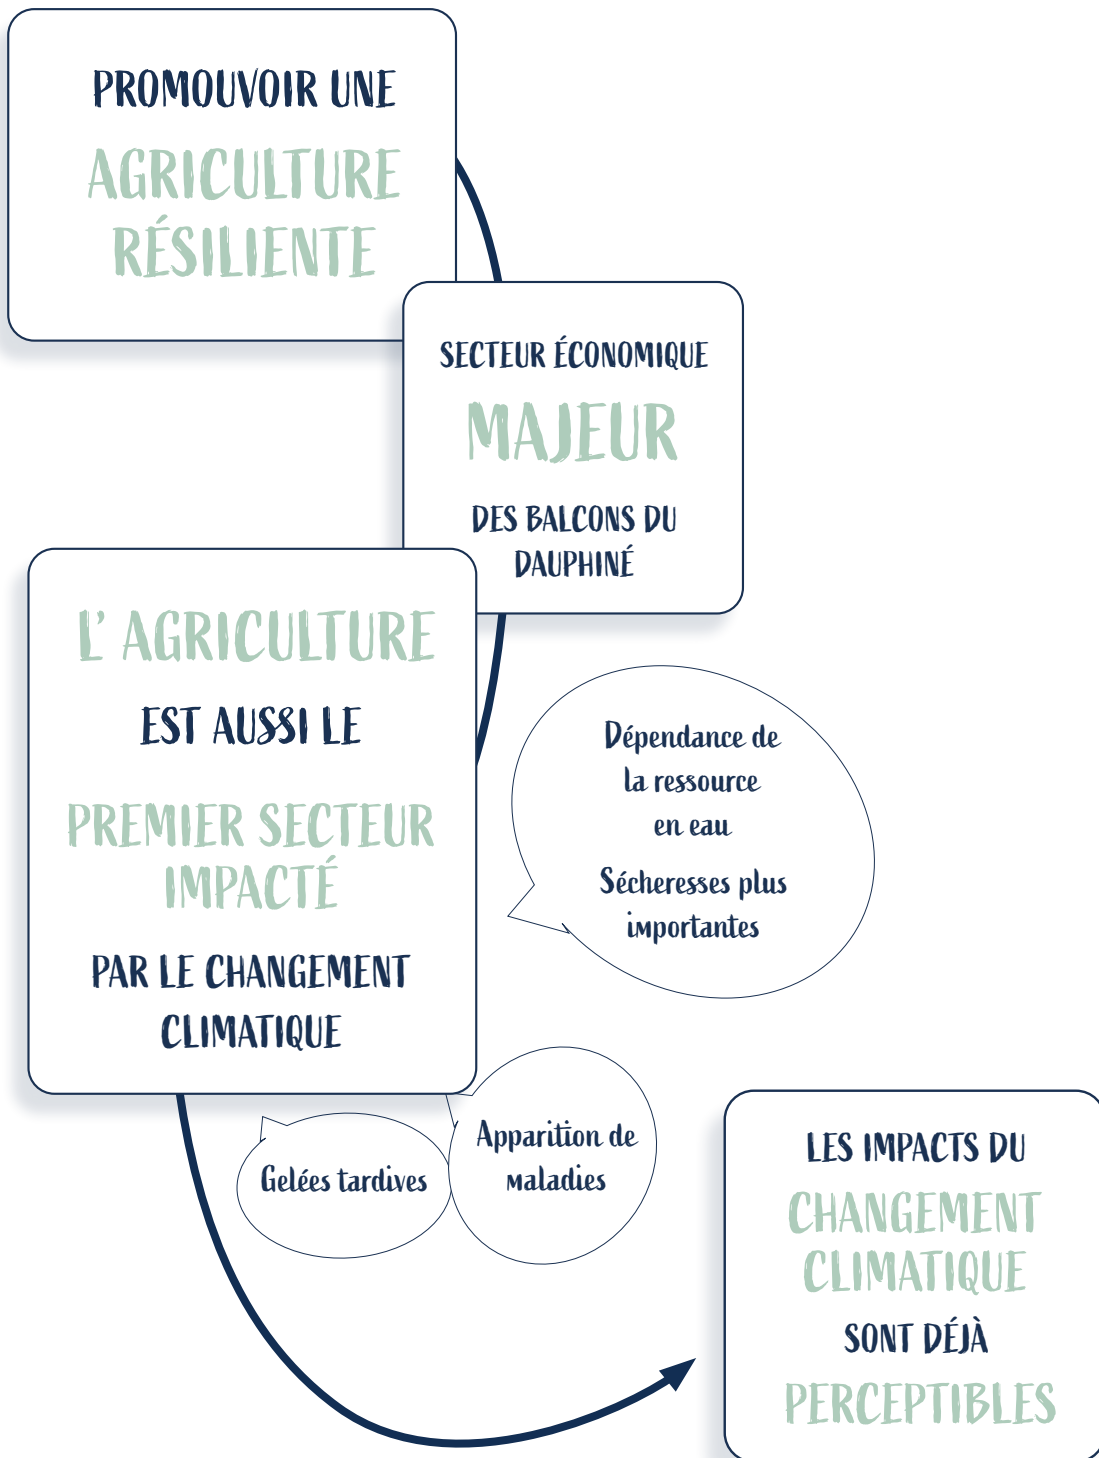 PROMOUVOIR UNE
AGRICULTURE
RÉSILIENTE
SECTEUR ÉCONOMIQUE
MAJEUR
DES BALCONS DU
DAUPHINÉ
L' AGRICULTURE
EST AUSSI LE
PREMIER SECTEUR
IMPACTÉ
PAR LE CHANGEMENT
CLIMATIQUE
Dépendance de
la ressource
en eau
Sécheresses plus
importantes
Apparition de
maladies
Gelées tardives
LES IMPACTS DU
CHANGEMENT
CLIMATIQUE
SONT DÉJÀ
PERCEPTIBLES